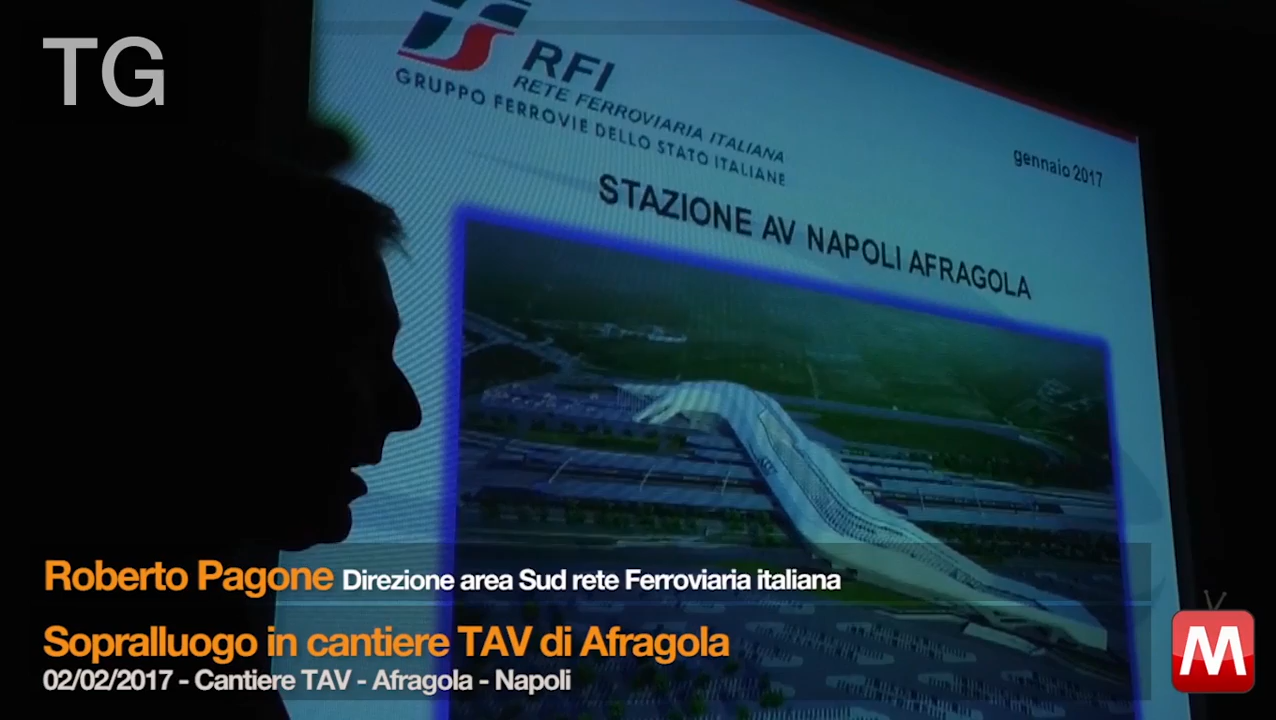 TG
RFI
RETE FERROVIARIA ITALIANA
GRUPPO FERROVIE DELLO STATO ITALIANE
gennaio 2017
STAZIONE AV NAPOLI AFRAGOLA
Roberto Pagone Direzione area Sud rete Ferroviaria italiana
Sopralluogo in cantiere TAV di Afragola
02/02/2017 - Cantiere TAV - Afragola - Napoli
M